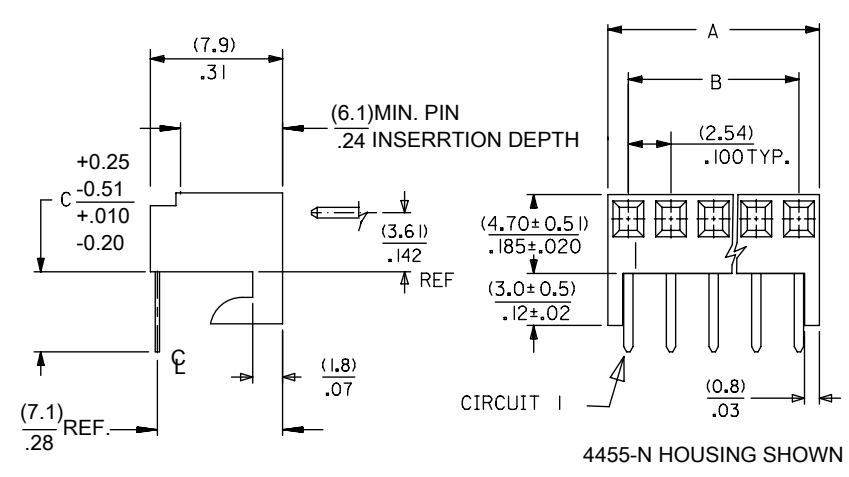 (7.9)
.31
(6.1) MIN. PIN
.24 INSERRTION DEPTH
+0.25
C -0.51
+.010
-0.20
(3.61)
.142
REF
℄
(1.8)
.07
(7.1)
.28 REF.
A
B
(2.54)
.100 TYP.
(4.70±0.51)
.185±.020
(3.0±0.5)
.12±.02
CIRCUIT 1
(0.8)
.03
4455-N HOUSING SHOWN